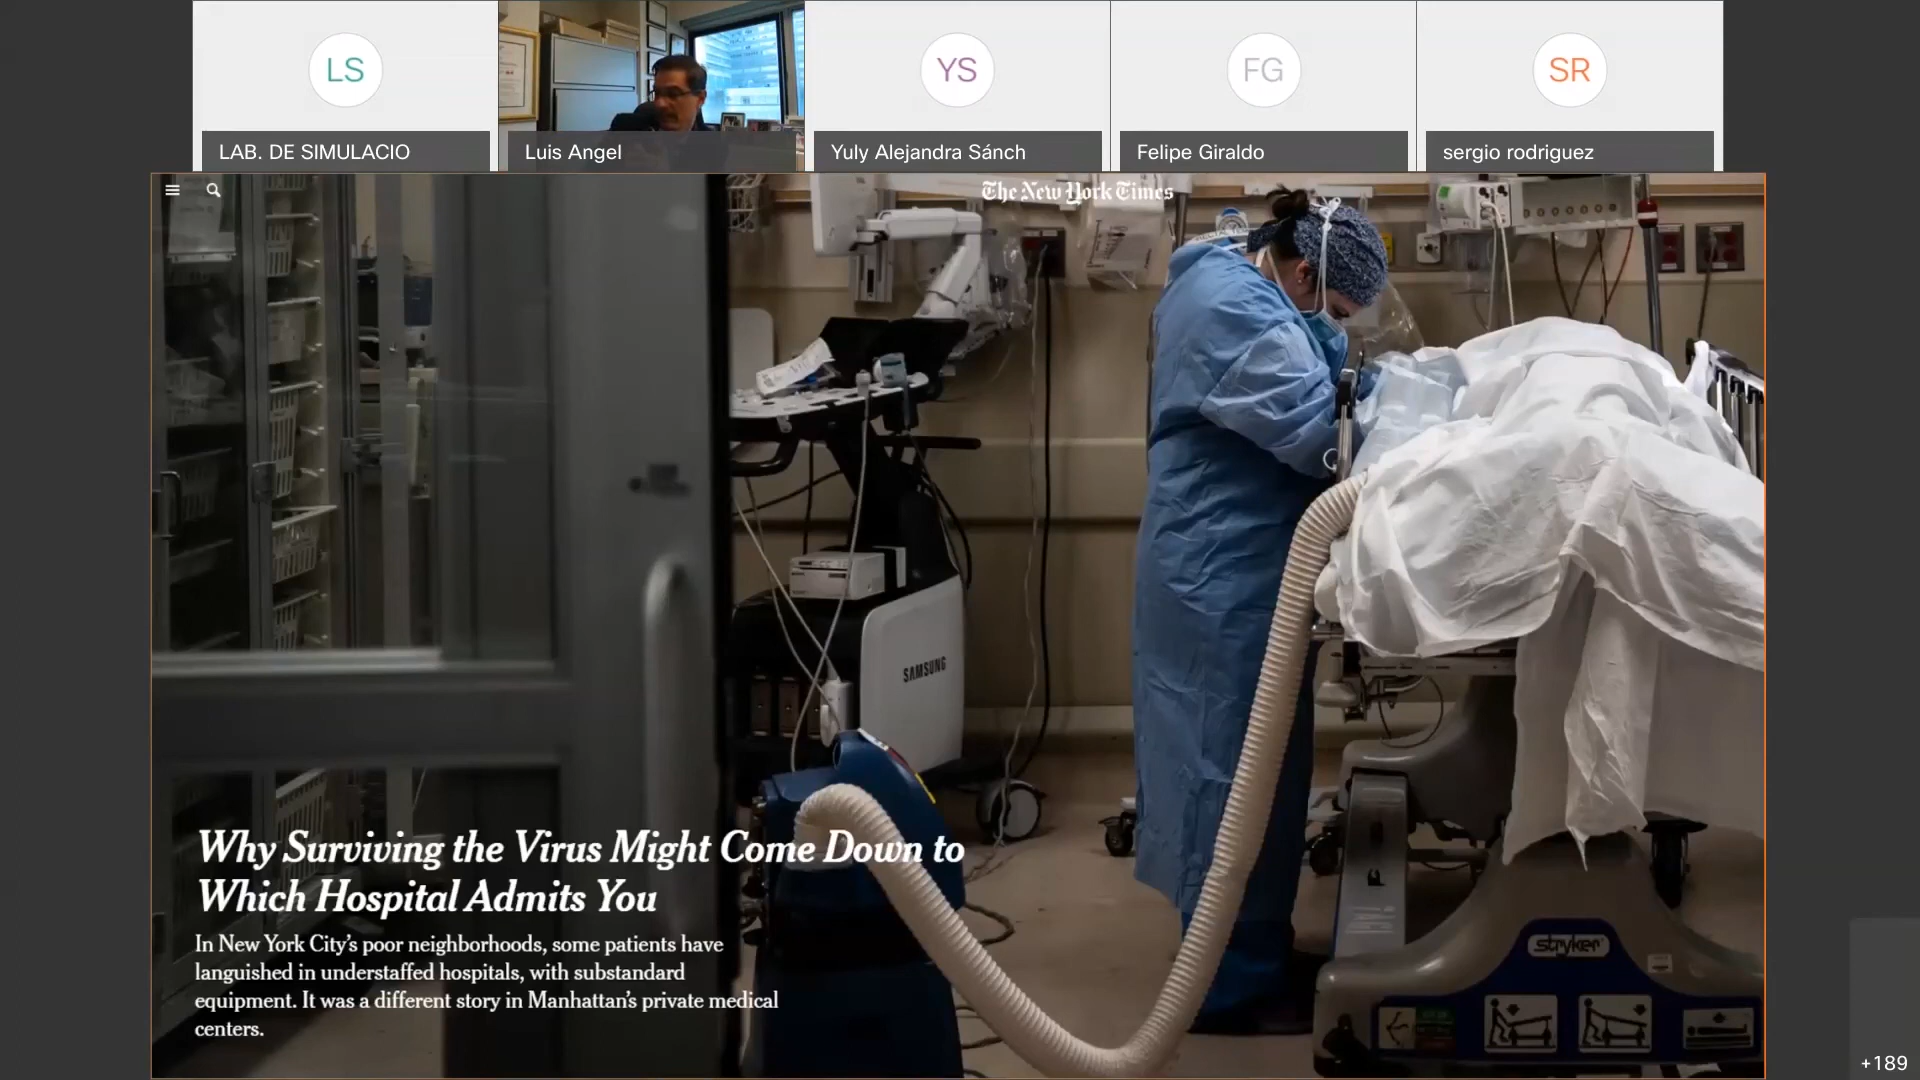 LS
YS
FG
SR
LAB. DE SIMULACIO
Luis Angel
Yuly Alejandra Sánch
Felipe Giraldo
sergio rodriguez
The New York Times
SAMSUNG
Why Surviving the Virus Might Come Down to
Which Hospital Admits You
In New York City's poor neighborhoods, some patients have
languished in understaffed hospitals, with substandard
equipment. It was a different story in Manhattan's private medical
centers.
stryker
+189